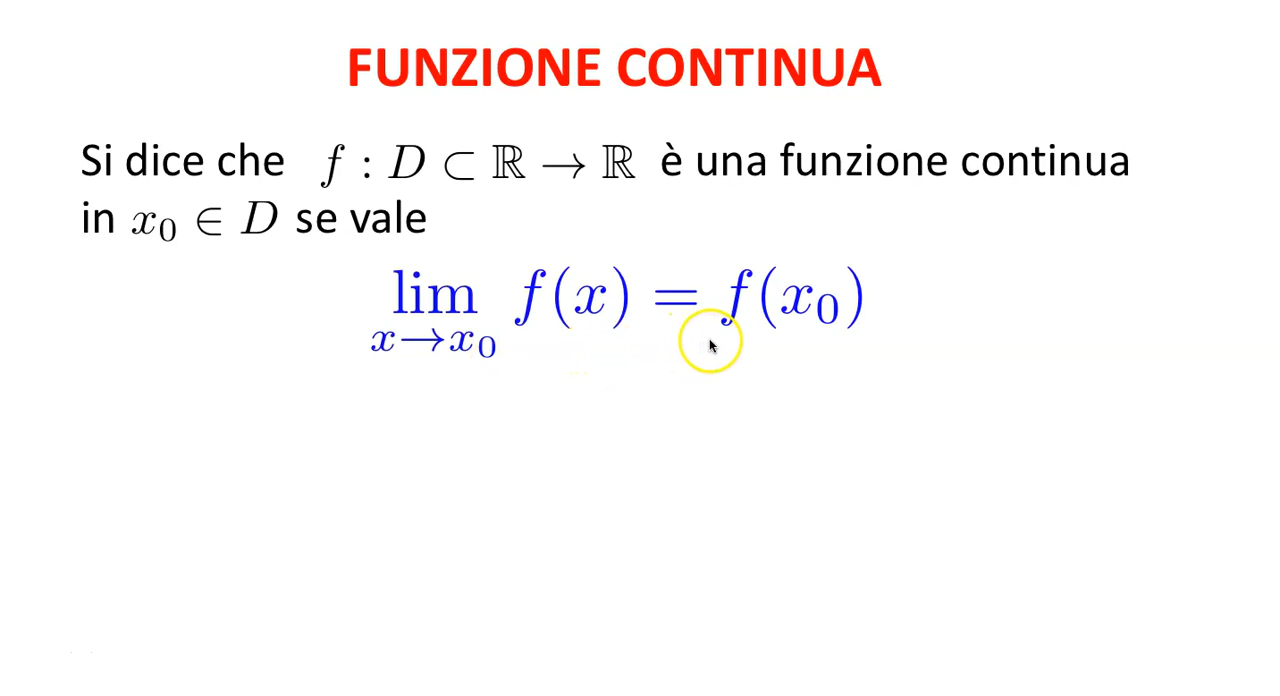 FUNZIONE CONTINUA
Si dice che f : D ⊂ ℝ → ℝ è una funzione continua
in x₀ ∈ D se vale
lim f(x) = f(x₀)
x→x₀